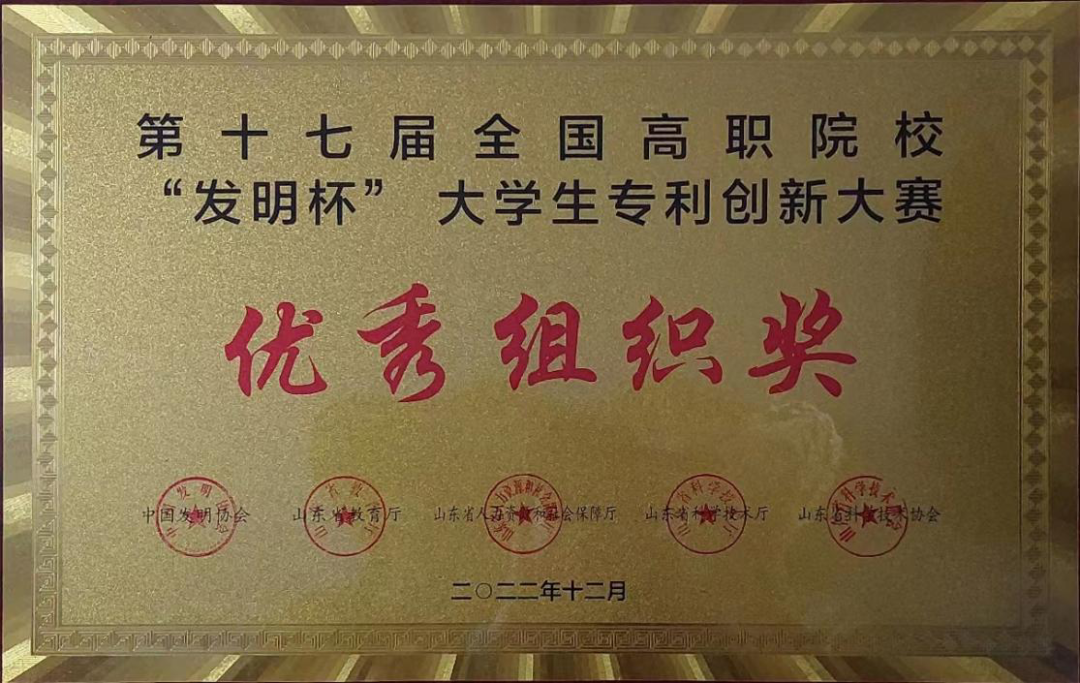 第十七届全国高职院校
“发明杯” 大学生专利创新大赛
优秀组织奖
中国发明协会 山东省教育厅 山东省人力资源和社会保障厅 山东省科学技术厅 山东省科学技术协会
二〇二二年十二月